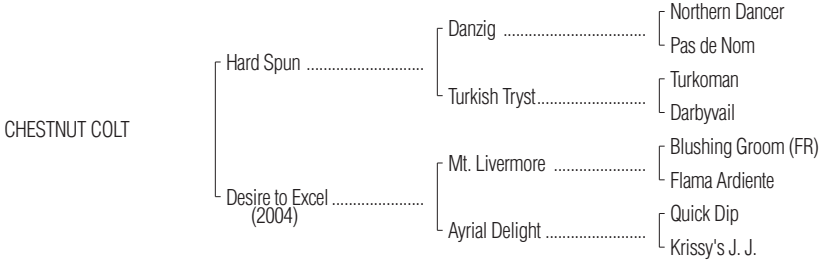 Northern Dancer
Danzig ..................................
Pas de Nom
Hard Spun ............................
Turkoman
Turkish Tryst..........................
Darbyvail
CHESTNUT COLT
Blushing Groom (FR)
Mt. Livermore ......................
Flama Ardiente
Desire to Excel ......................
(2004)
Quick Dip
Ayrial Delight ........................
Krissy's J. J.